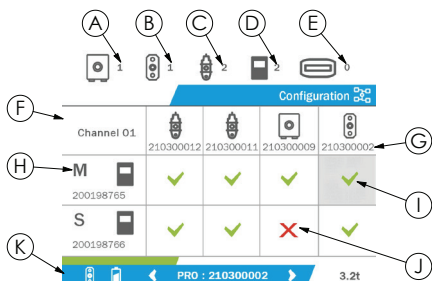 A B C D E
1 1 2 2 0
Configuration
F
Channel 01
210300012 210300011 210300009 210300002 G
H M
200198765
I
S
200198766
J
K
PRO : 210300002 3.2t